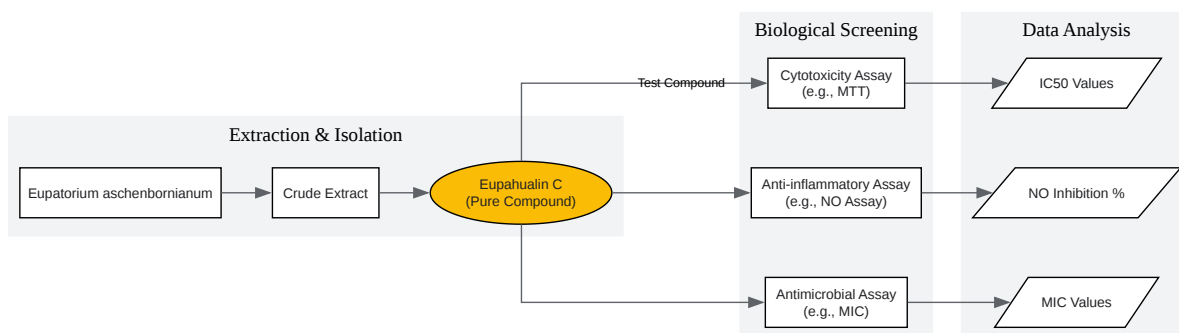 Biological Screening
Data Analysis
Test Compound
Cytotoxicity Assay
(e.g., MTT)
IC50 Values
Extraction & Isolation
Eupatorium aschenbornianum
Crude Extract
Eupahualin C
(Pure Compound)
Anti-inflammatory Assay
(e.g., NO Assay)
NO Inhibition %
Antimicrobial Assay
(e.g., MIC)
MIC Values